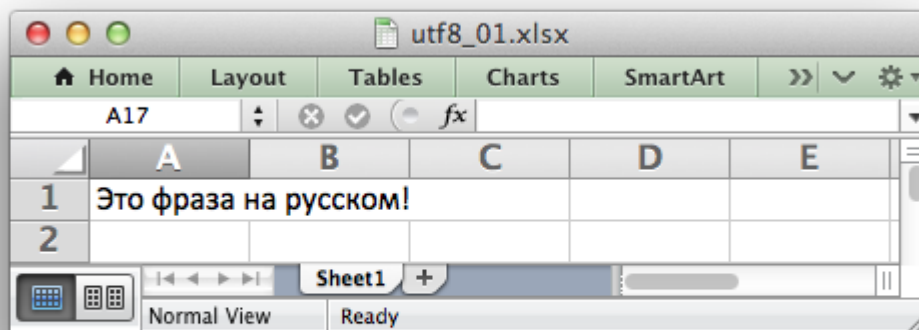 utf8_01.xlsx
Home Layout Tables Charts SmartArt
A17 fx
A B C D E
1 Это фраза на русском!
2
Sheet1 +
Normal View Ready